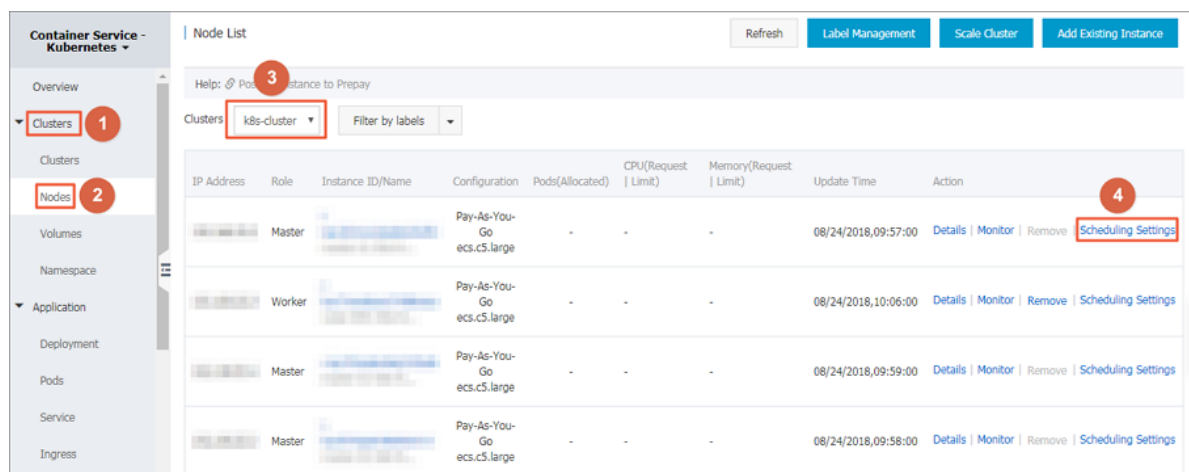 Container Service -
Kubernetes
Node List
Refresh
Label Management
Scale Cluster
Add Existing Instance
Overview
Help:
3
stance to Prepay
Clusters
1
Clusters
k8s-cluster
Filter by labels
Clusters
Nodes
2
IP Address Role Instance ID/Name Configuration Pods(Allocated) CPU(Request Memory(Request Update Time Action
| Limit) | Limit)
4
Volumes
Pay-As-You-
Master Go - - - 08/24/2018,09:57:00 Details | Monitor | Remove | Scheduling Settings
ecs.c5.large
Namespace
Pay-As-You-
Worker Go - - - 08/24/2018,10:06:00 Details | Monitor | Remove | Scheduling Settings
ecs.c5.large
Application
Deployment
Pay-As-You-
Master Go - - - 08/24/2018,09:59:00 Details | Monitor | Remove | Scheduling Settings
ecs.c5.large
Pods
Service
Pay-As-You-
Master Go - - - 08/24/2018,09:58:00 Details | Monitor | Remove | Scheduling Settings
ecs.c5.large
Ingress